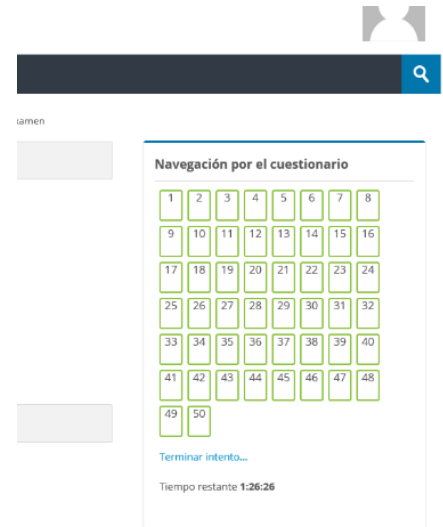 Navegación por el cuestionario
1 2 3 4 5 6 7 8
9 10 11 12 13 14 15 16
17 18 19 20 21 22 23 24
25 26 27 28 29 30 31 32
33 34 35 36 37 38 39 40
41 42 43 44 45 46 47 48
49 50
Terminar intento...
Tiempo restante 1:26:26